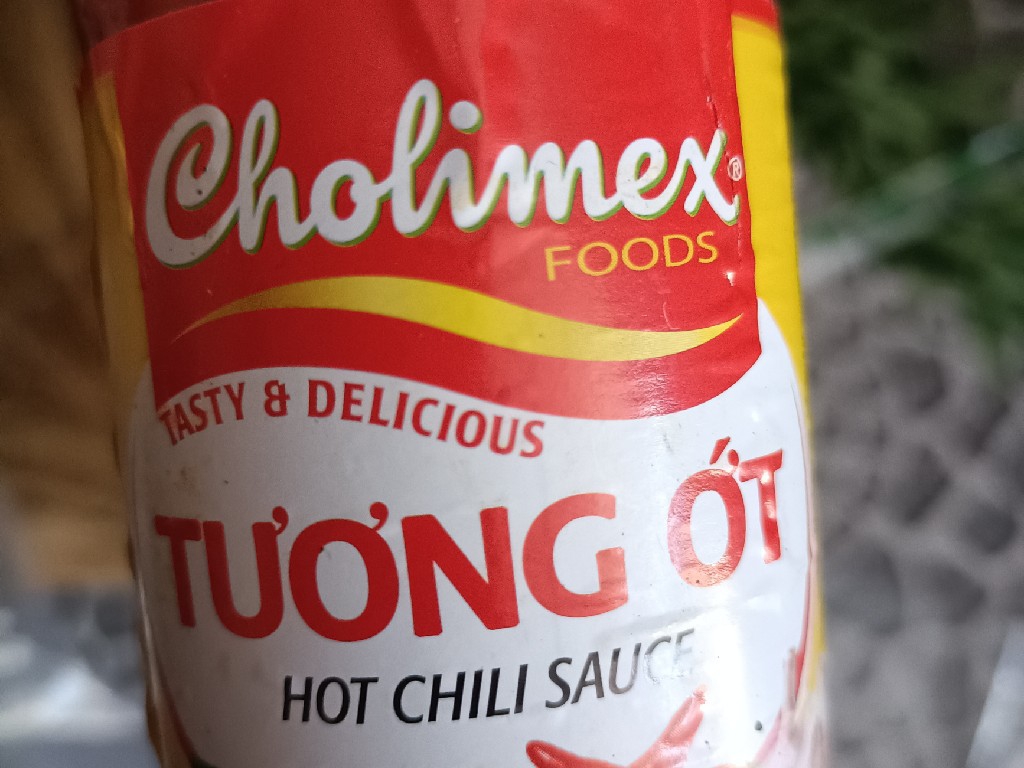 Cholimex®
FOODS
TASTY & DELICIOUS
TƯƠNG ỚT
HOT CHILI SAUCE